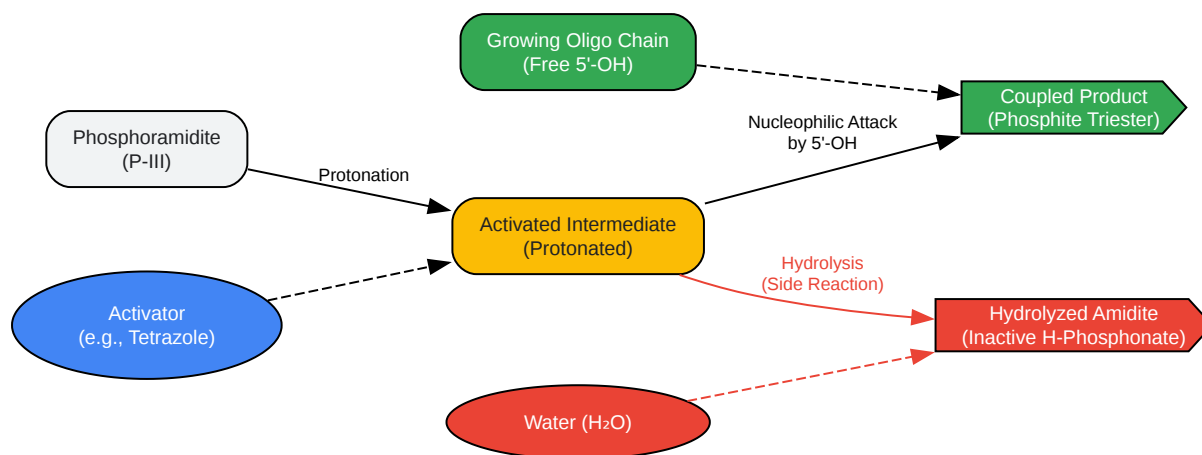 Growing Oligo Chain
(Free 5'-OH)
Coupled Product
(Phosphite Triester)
Nucleophilic Attack
by 5'-OH
Phosphoramidite
(P-III)
Protonation
Activated Intermediate
(Protonated)
Hydrolysis
(Side Reaction)
Activator
(e.g., Tetrazole)
Hydrolyzed Amidite
(Inactive H-Phosphonate)
Water (H₂O)